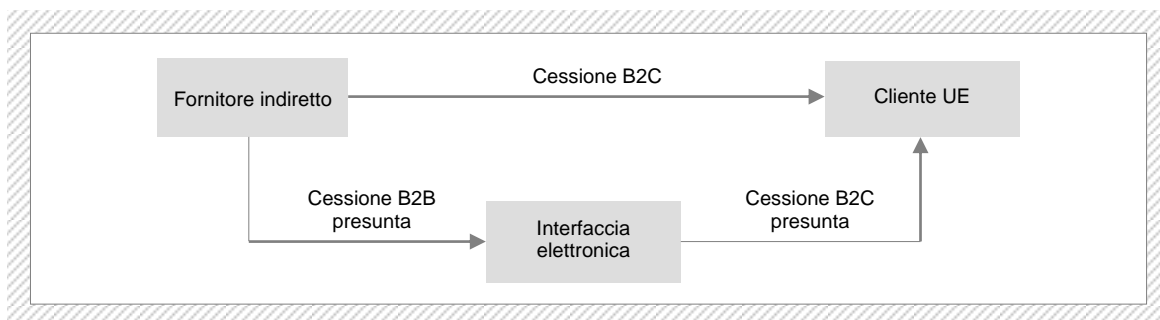 Cessione B2C
Fornitore indiretto
Cliente UE
Cessione B2B
presunta
Cessione B2C
presunta
Interfaccia
elettronica